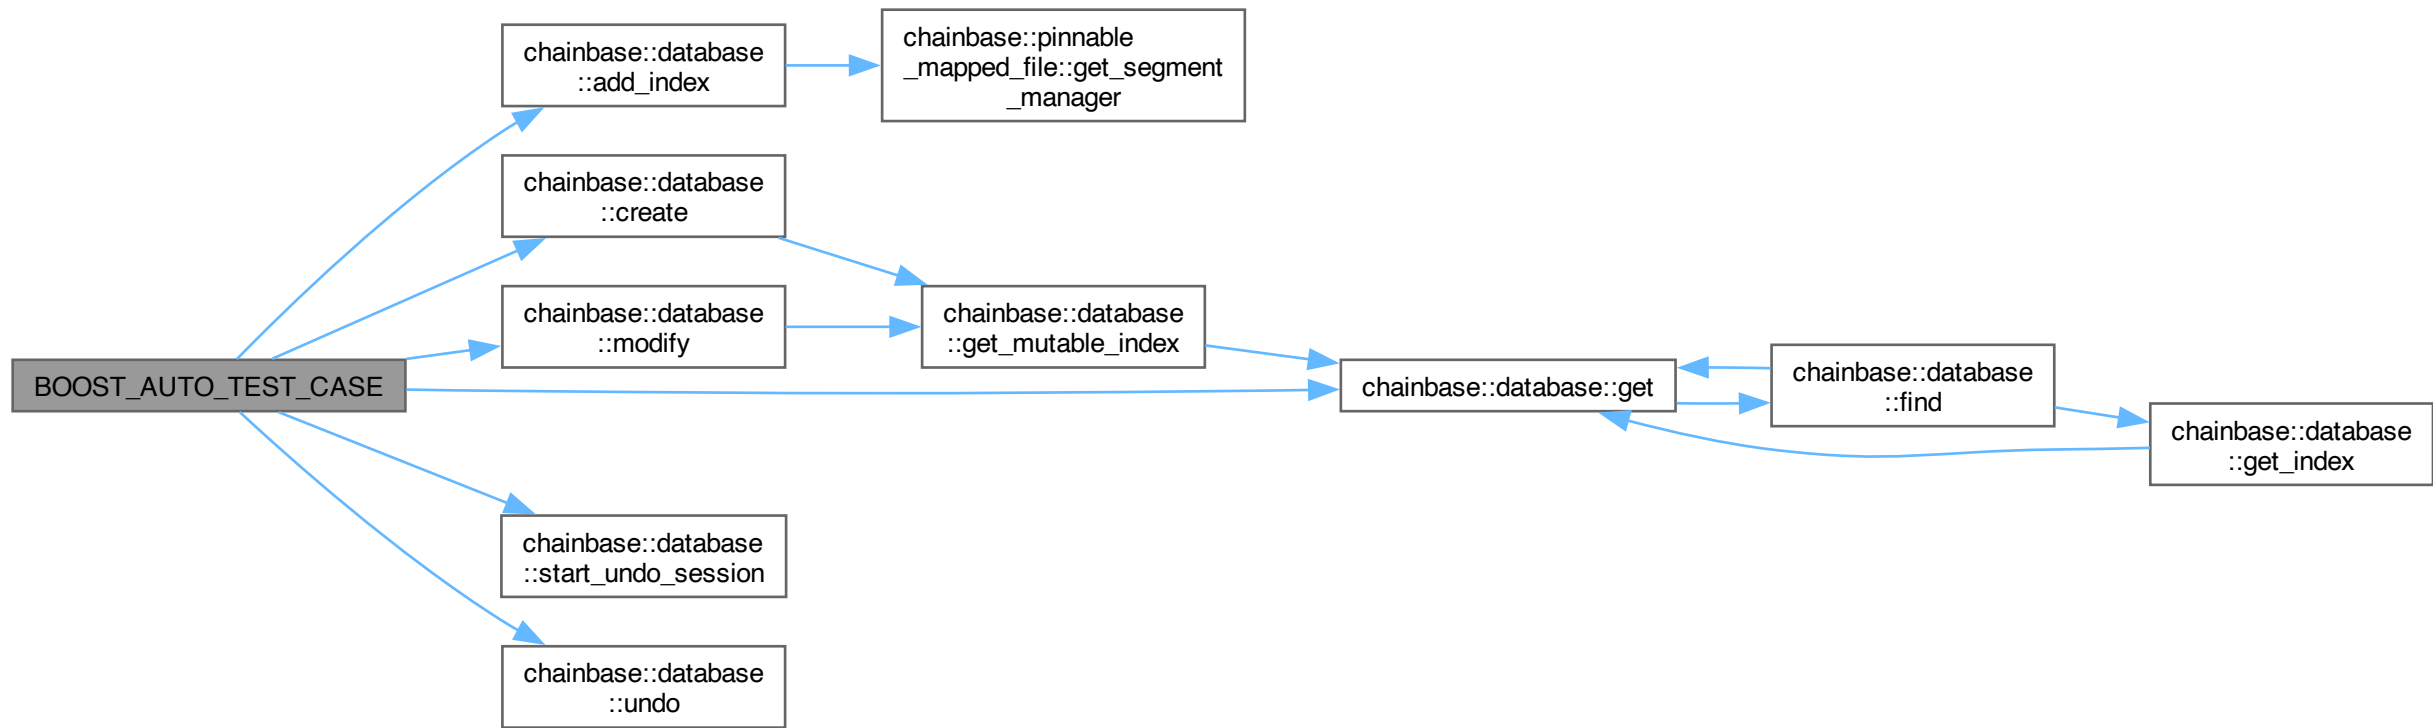 chainbase::database
::add_index
chainbase::pinnable
_mapped_file::get_segment
_manager
chainbase::database
::create
chainbase::database
::modify
chainbase::database
::get_mutable_index
BOOST_AUTO_TEST_CASE
chainbase::database::get
chainbase::database
::find
chainbase::database
::get_index
chainbase::database
::start_undo_session
chainbase::database
::undo